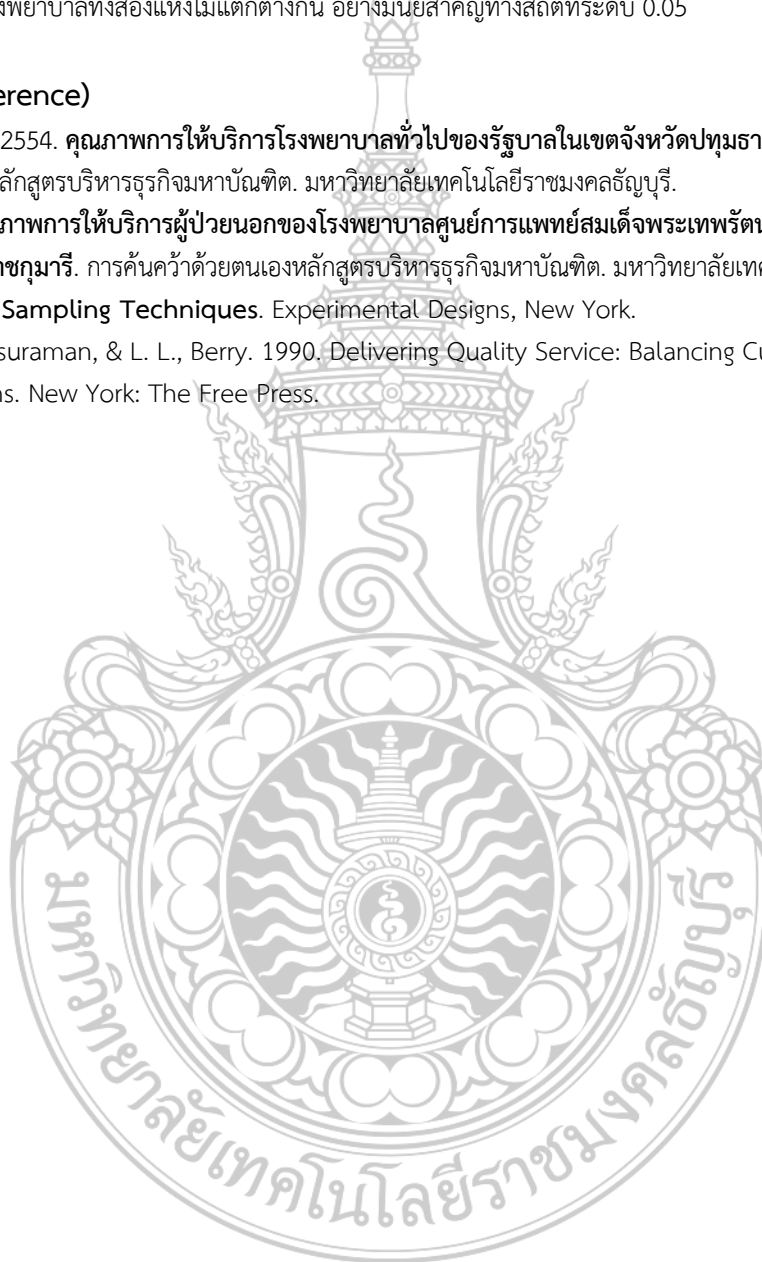 งพยาบาลทั้งสองแห่งไม่แตกต่างกัน อย่างมีนัยสำคัญทางสถิติที่ระดับ 0.05
erence)
2554. คุณภาพการให้บริการโรงพยาบาลทั่วไปของรัฐบาลในเขตจังหวัดปทุมธา
ลักสูตรบริหารธุรกิจมหาบัณฑิต. มหาวิทยาลัยเทคโนโลยีราชมงคลธัญบุรี.
ภาพการให้บริการผู้ป่วยนอกของโรงพยาบาลศูนย์การแพทย์สมเด็จพระเทพรัตน
าชกุมารี. การค้นคว้าด้วยตนเองหลักสูตรบริหารธุรกิจมหาบัณฑิต. มหาวิทยาลัยเทค
Sampling Techniques. Experimental Designs, New York.
suraman, & L. L., Berry. 1990. Delivering Quality Service: Balancing Cu
ns. New York: The Free Press.
มหาวิทยาลัยเทคโนโลยีราชมงคลธัญบุรี